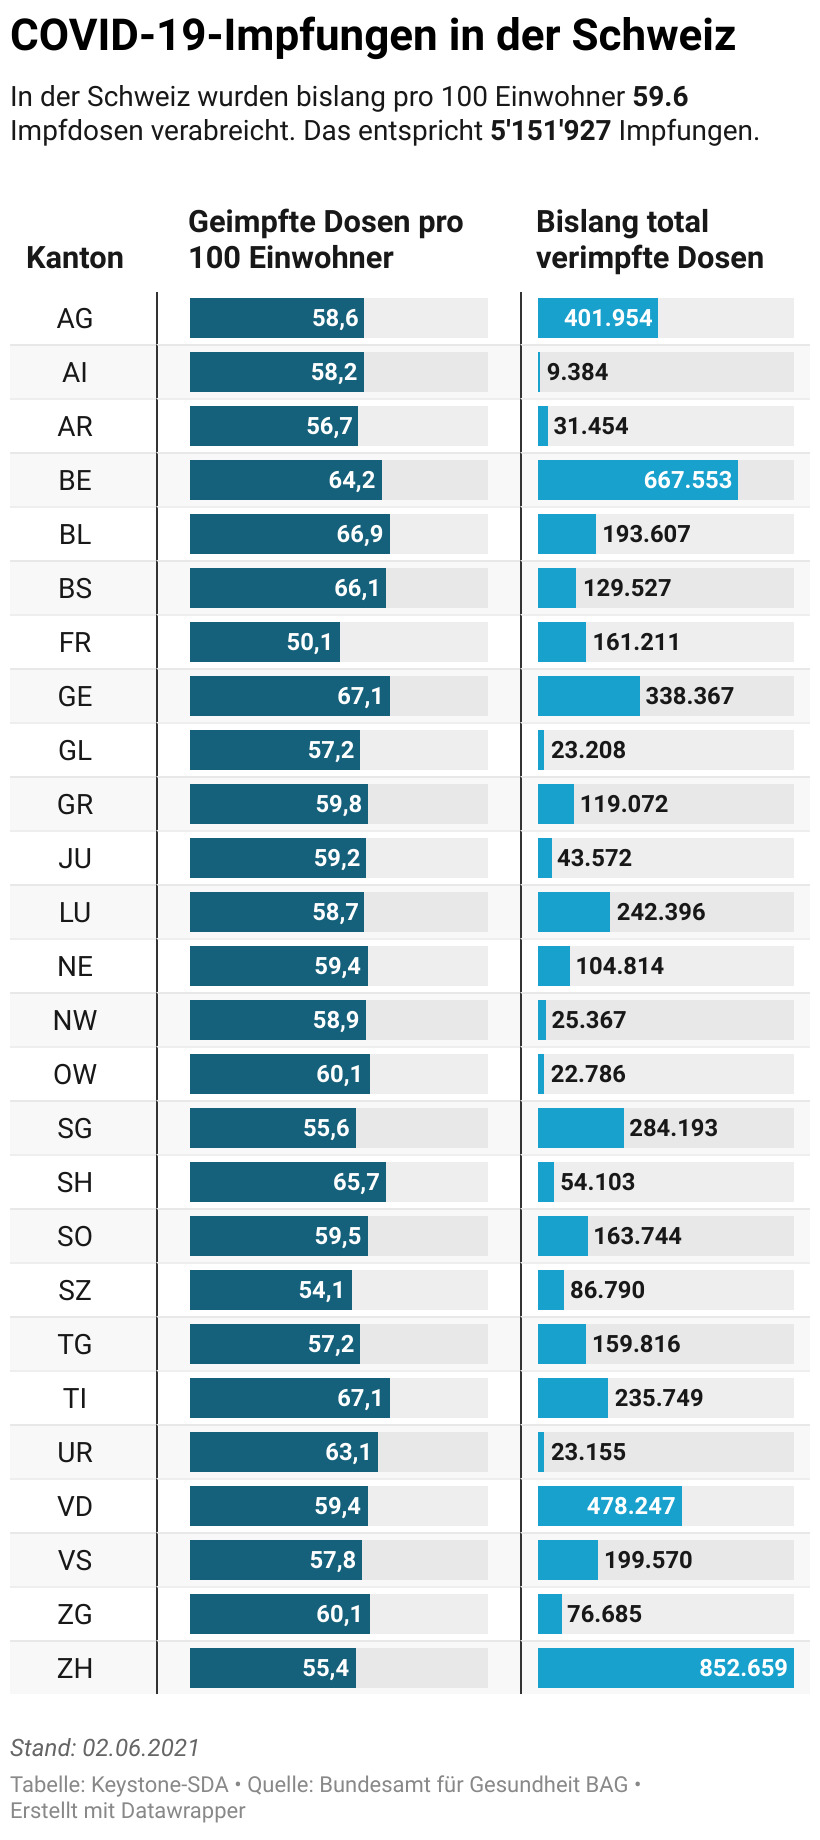 COVID-19-Impfungen in der Schweiz
In der Schweiz wurden bislang pro 100 Einwohner 59.6
Impfdosen verabreicht. Das entspricht 5'151'927 Impfungen.
Kanton Geimpfte Dosen pro 100 Einwohner Bislang total verimpfte Dosen
AG 58,6 401.954
AI 58,2 9.384
AR 56,7 31.454
BE 64,2 667.553
BL 66,9 193.607
BS 66,1 129.527
FR 50,1 161.211
GE 67,1 338.367
GL 57,2 23.208
GR 59,8 119.072
JU 59,2 43.572
LU 58,7 242.396
NE 59,4 104.814
NW 58,9 25.367
OW 60,1 22.786
SG 55,6 284.193
SH 65,7 54.103
SO 59,5 163.744
SZ 54,1 86.790
TG 57,2 159.816
TI 67,1 235.749
UR 63,1 23.155
VD 59,4 478.247
VS 57,8 199.570
ZG 60,1 76.685
ZH 55,4 852.659
Stand: 02.06.2021
Tabelle: Keystone-SDA • Quelle: Bundesamt für Gesundheit BAG •
Erstellt mit Datawrapper